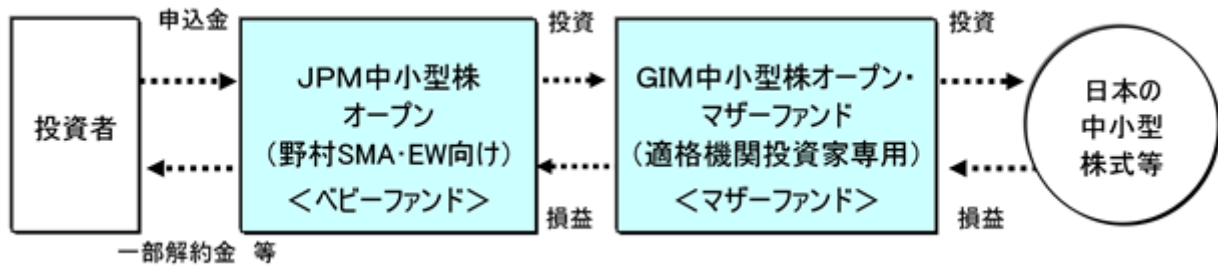 申込金
投資
投資
投資者
JPM中小型株
オープン
(野村SMA・EW向け)
<ベビーファンド>
GIM中小型株オープン・
マザーファンド
(適格機関投資家専用)
<マザーファンド>
日本の
中小型
株式等
一部解約金 等
損益
損益